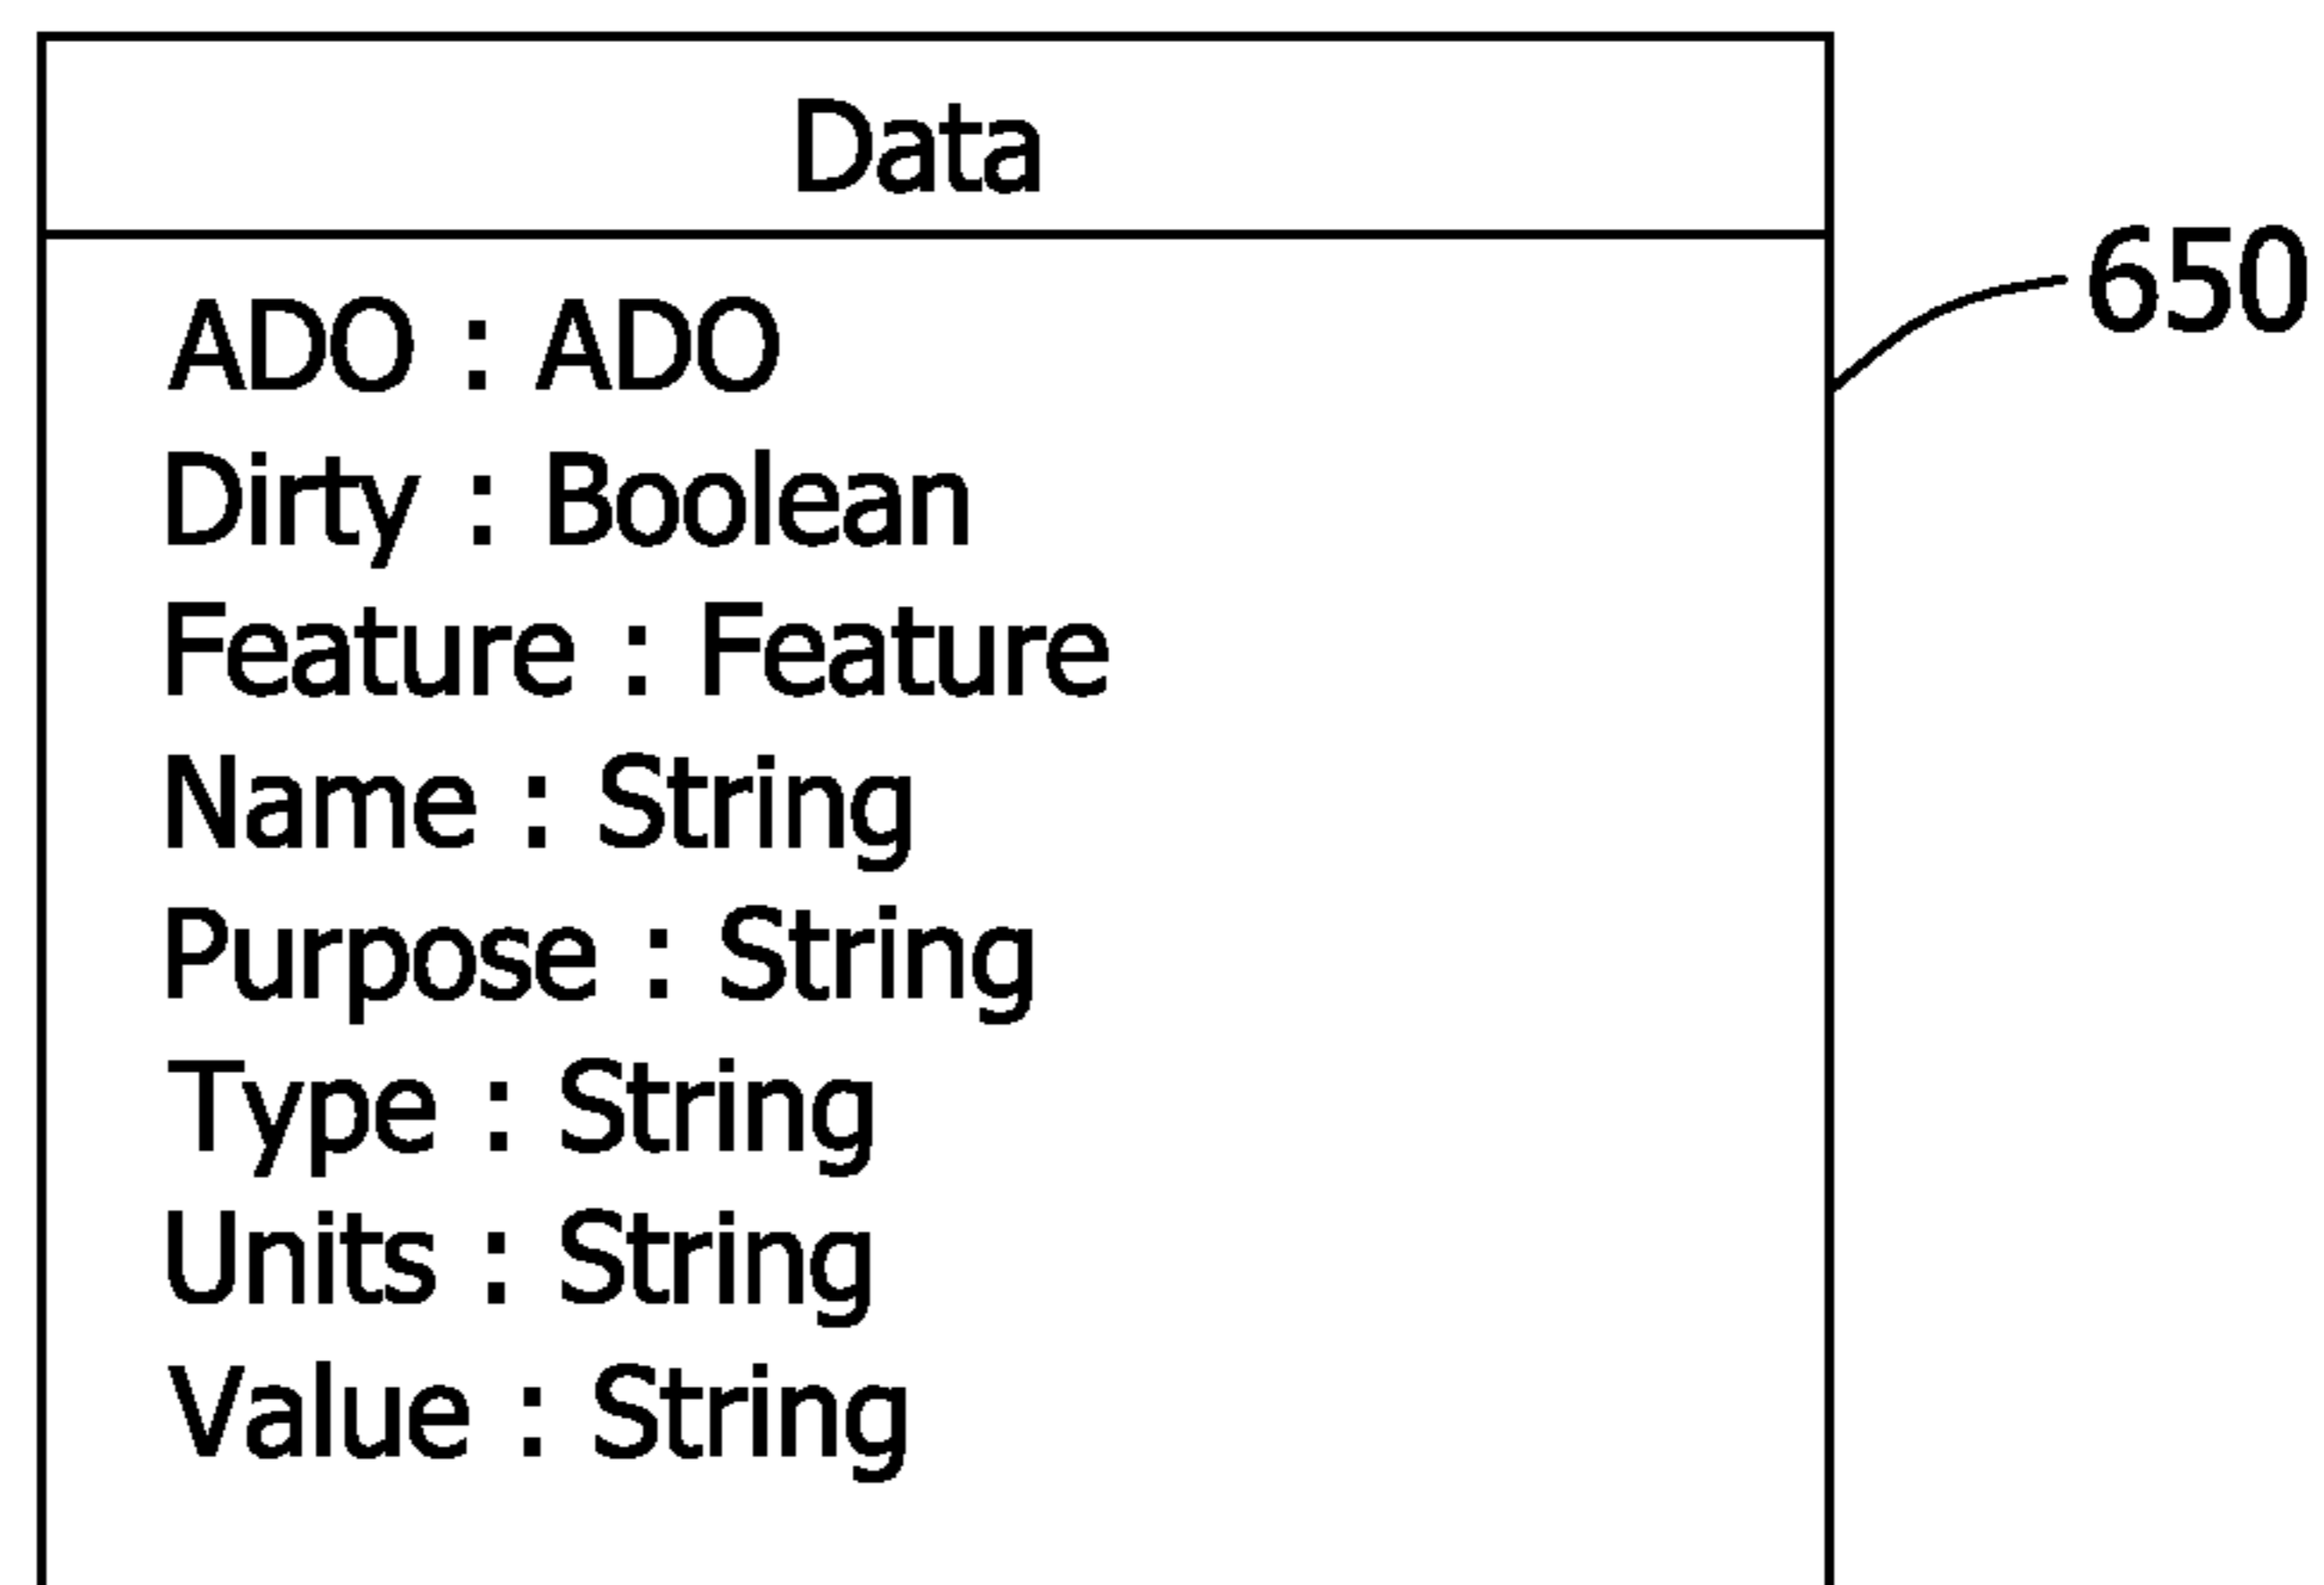 Data
650
ADO : ADO
Dirty : Boolean
Feature : Feature
Name : String
Purpose : String
Type : String
Units : String
Value : String